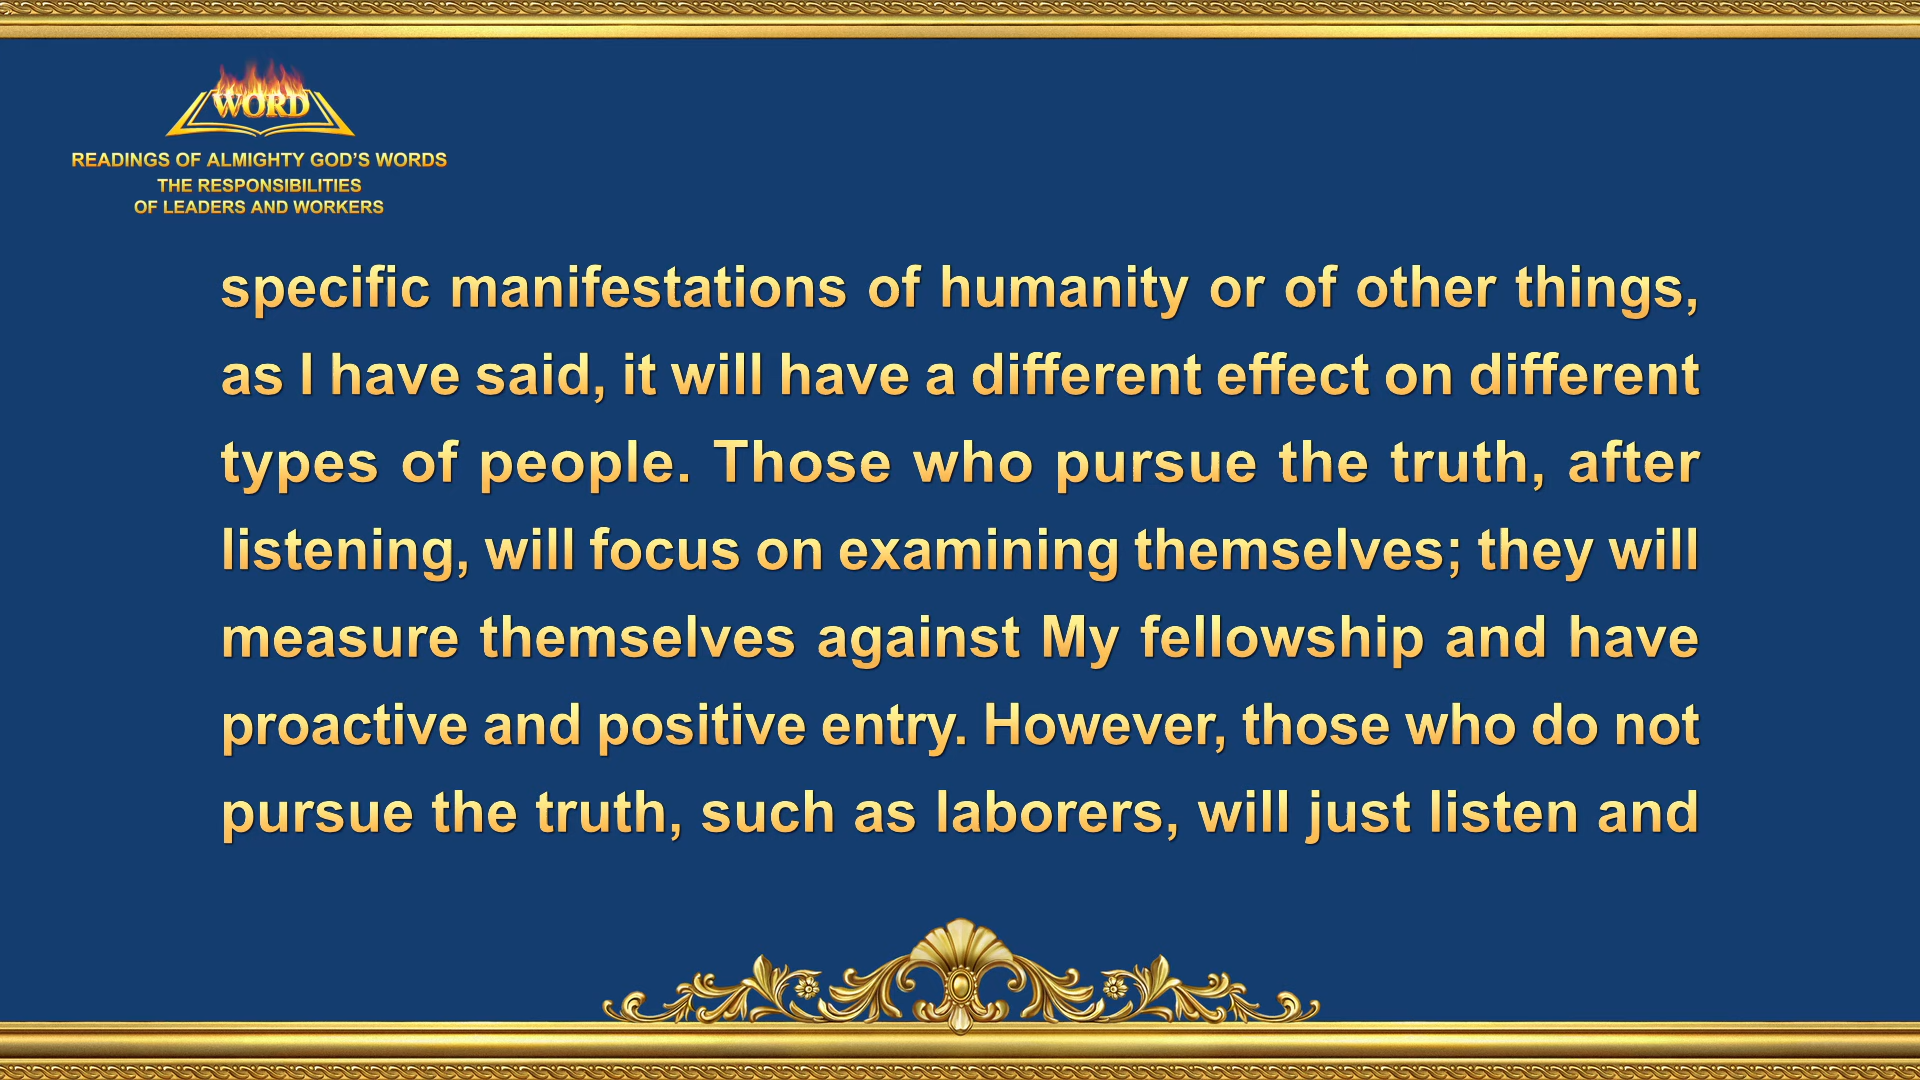 WORD
READINGS OF ALMIGHTY GOD’S WORDS
THE RESPONSIBILITIES
OF LEADERS AND WORKERS
specific manifestations of humanity or of other things,
as I have said, it will have a different effect on different
types of people. Those who pursue the truth, after
listening, will focus on examining themselves; they will
measure themselves against My fellowship and have
proactive and positive entry. However, those who do not
pursue the truth, such as laborers, will just listen and